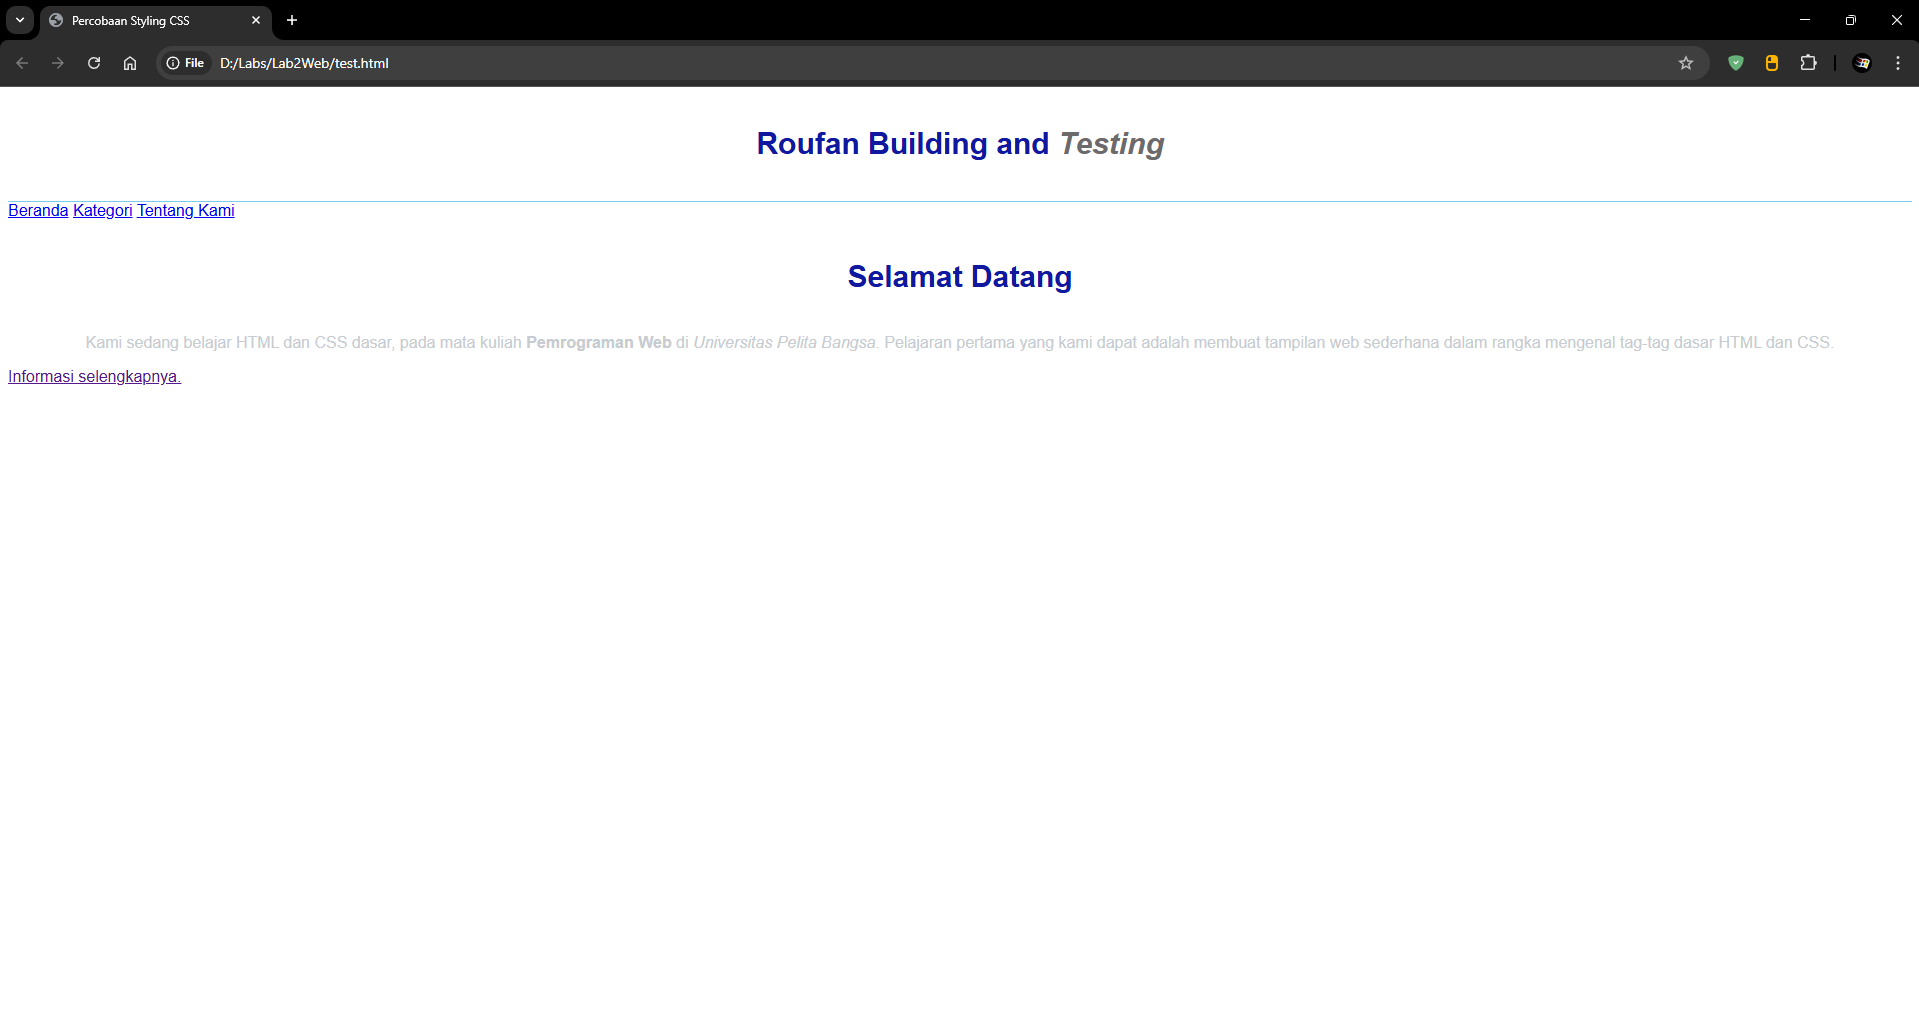 Percobaan Styling CSS
File D:/Labs/Lab2Web/test.html
Roufan Building and Testing
Beranda Kategori Tentang Kami
Selamat Datang
Kami sedang belajar HTML dan CSS dasar, pada mata kuliah Pemrograman Web di Universitas Pelita Bangsa. Pelajaran pertama yang kami dapat adalah membuat tampilan web sederhana dalam rangka mengenal tag-tag dasar HTML dan CSS.
Informasi selengkapnya.